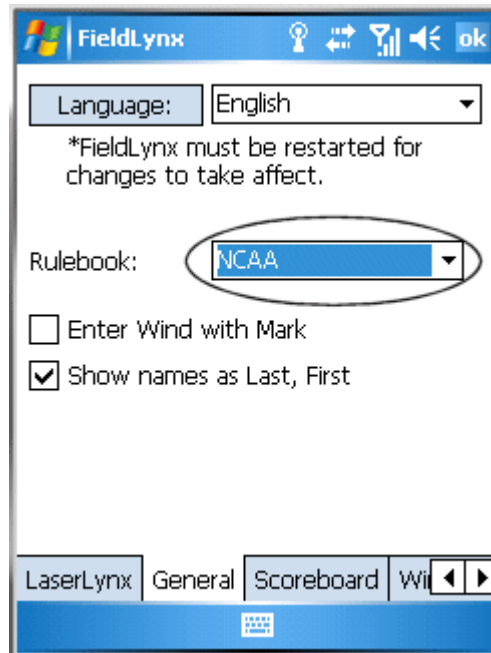 FieldLynx ok
Language: English
*FieldLynx must be restarted for
changes to take affect.
Rulebook: NCAA
Enter Wind with Mark
Show names as Last, First
LaserLynx General Scoreboard